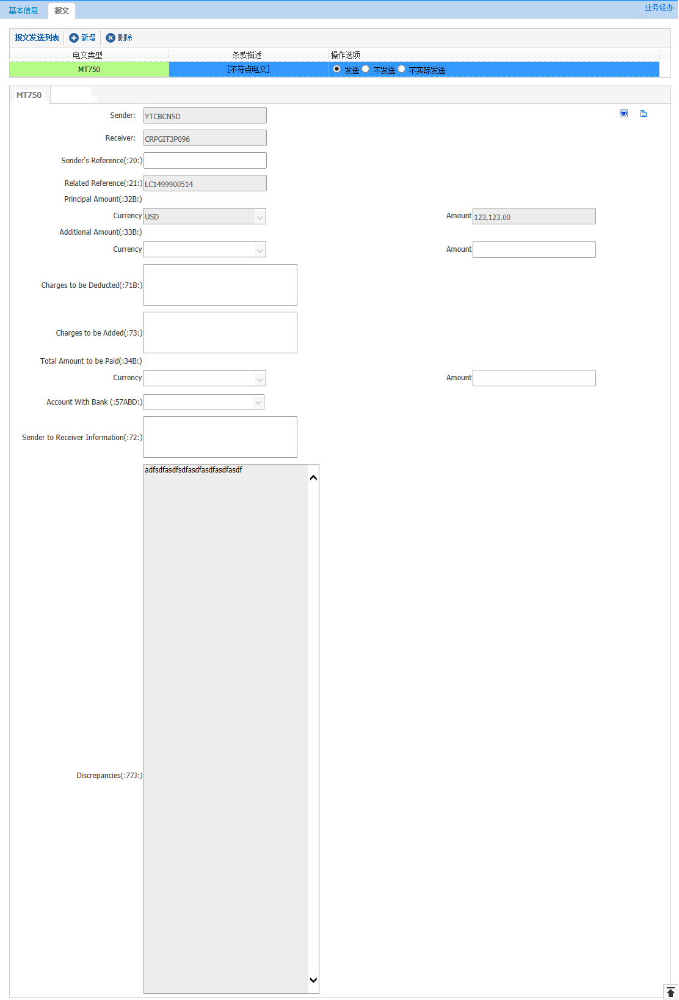 基本信息 报文 业务经办
报文发送列表 新增 删除
电文类型 条款描述 操作选项
MT750 [不符点电文] 发送 不发送 不实际发送
MT750
Sender: YTCBCNSD
Receiver: CRPGIT3P096
Sender's Reference(:20:)
Related Reference(:21:) LC1499900514
Principal Amount(:32B:)
Currency USD Amount 123,123.00
Additional Amount(:33B:)
Currency Amount
Charges to be Deducted(:71B:)
Charges to be Added(:73:)
Total Amount to be Paid(:34B:)
Currency Amount
Account With Bank (:57ABD:)
Sender to Receiver Information(:72:)
adfsdfasdfsdfasdfasdfasdfasdf
Discrepancies(:77J:)